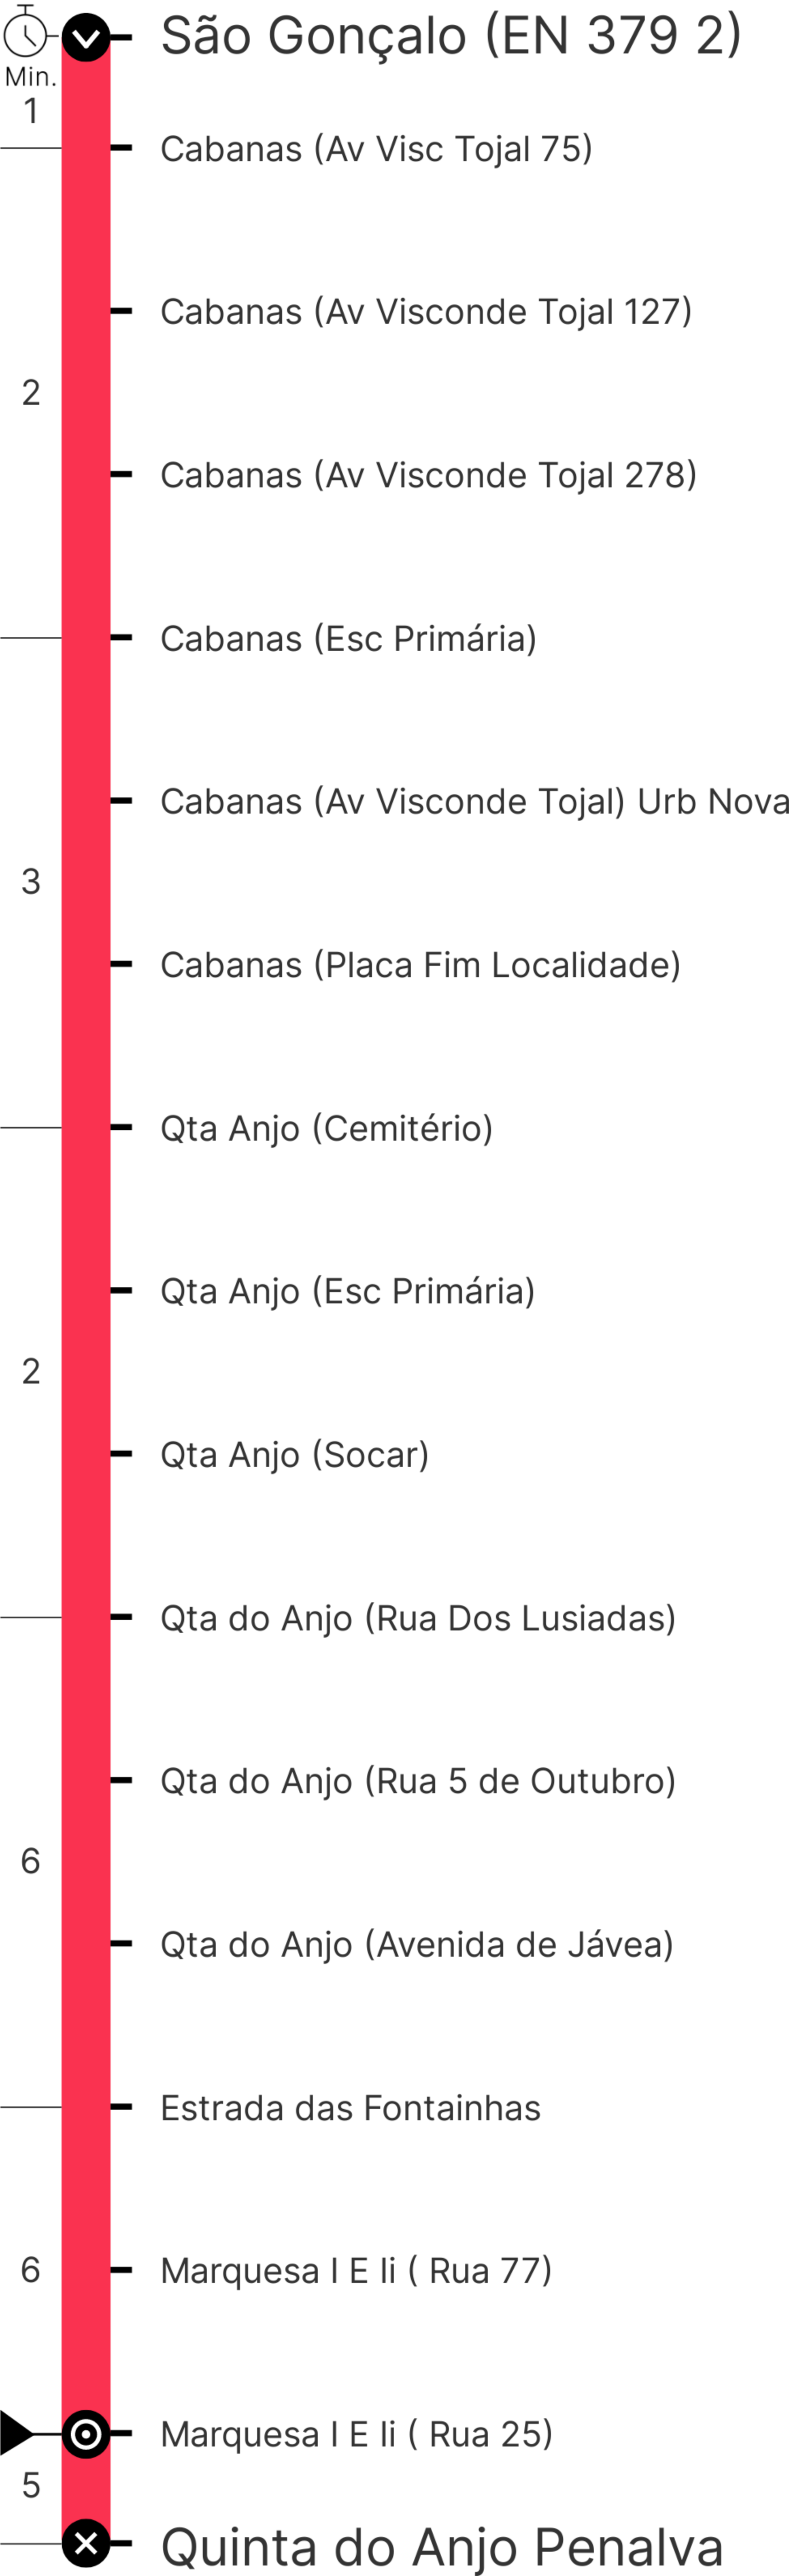 São Gonçalo (EN 379 2)
Min.
1
Cabanas (Av Visc Tojal 75)
Cabanas (Av Visconde Tojal 127)
2
Cabanas (Av Visconde Tojal 278)
Cabanas (Esc Primária)
Cabanas (Av Visconde Tojal) Urb Nova
3
Cabanas (Placa Fim Localidade)
Qta Anjo (Cemitério)
Qta Anjo (Esc Primária)
2
Qta Anjo (Socar)
Qta do Anjo (Rua Dos Lusiadas)
Qta do Anjo (Rua 5 de Outubro)
6
Qta do Anjo (Avenida de Jávea)
Estrada das Fontainhas
6 Marquesa I E Ii ( Rua 77)
Marquesa I E Ii ( Rua 25)
5
Quinta do Anjo Penalva